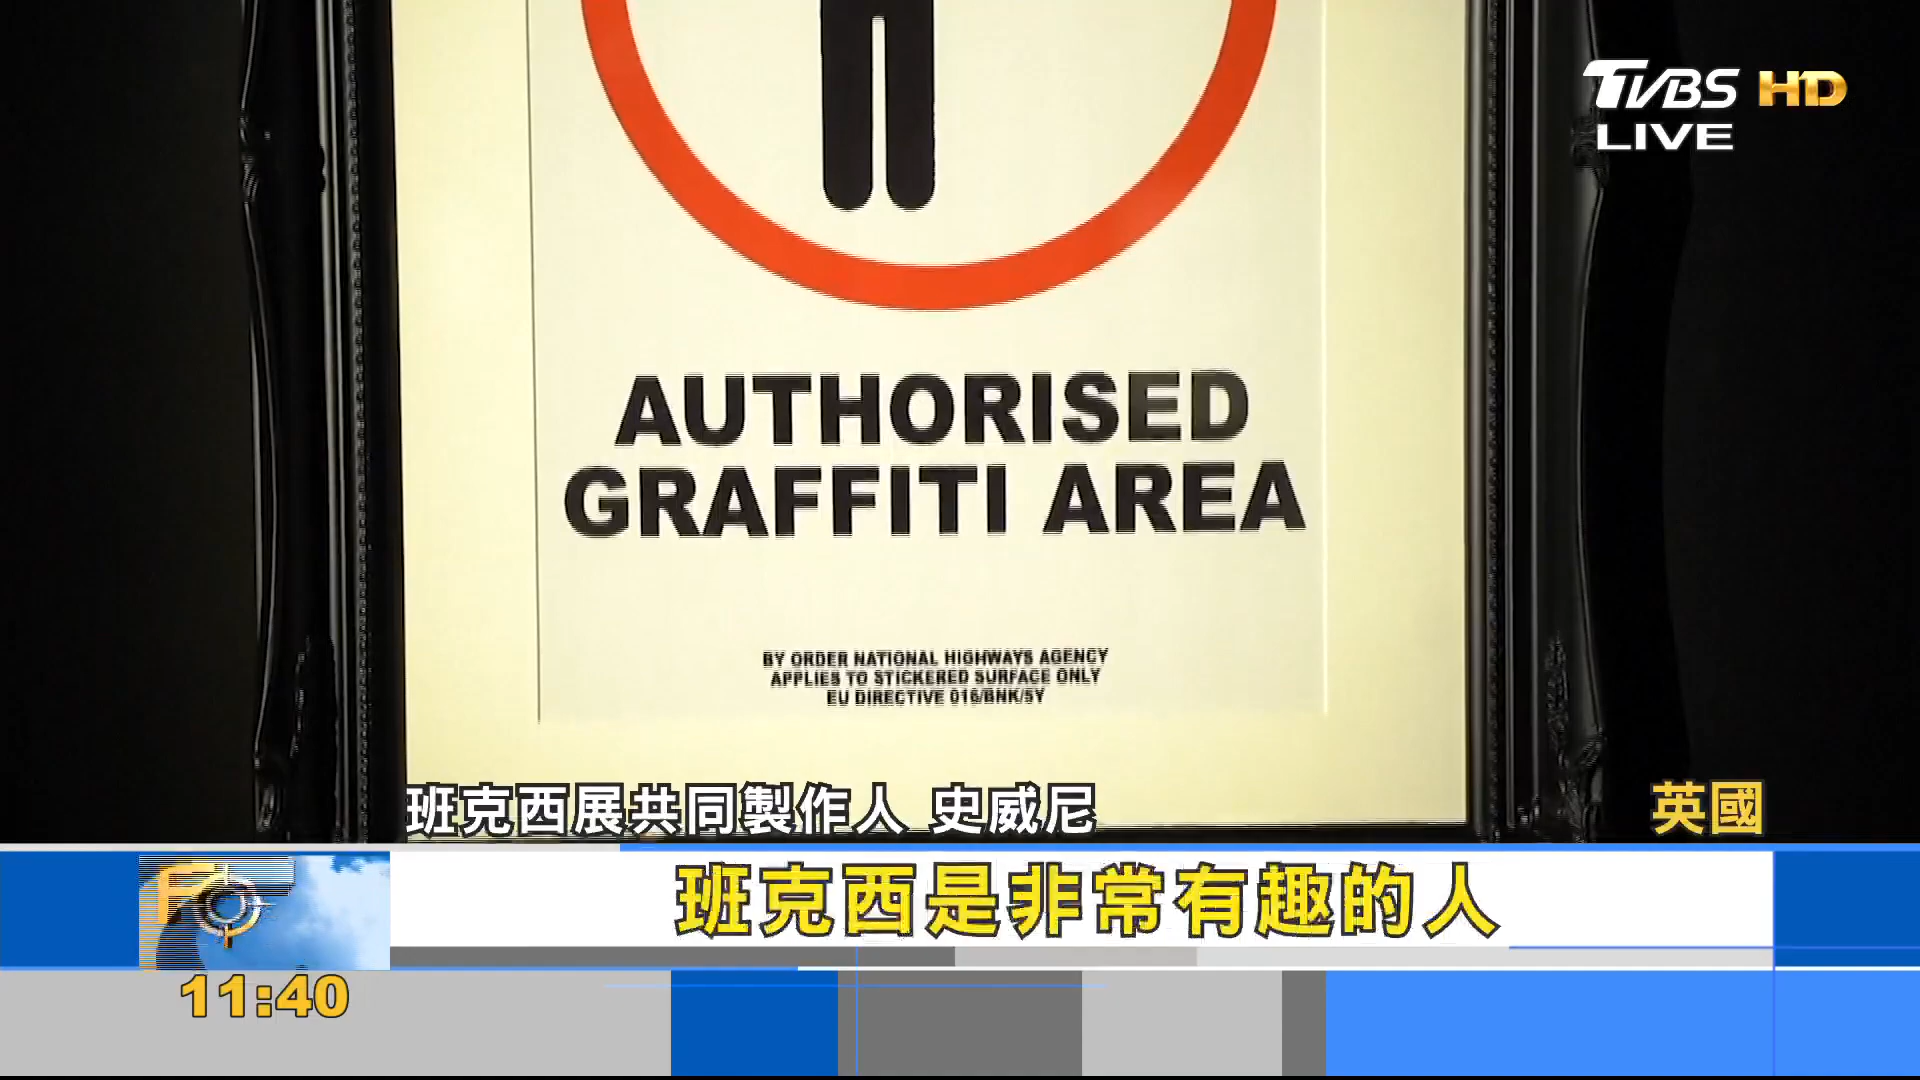 TVBS HD
LIVE
AUTHORISED
GRAFFITI AREA
BY ORDER NATIONAL HIGHWAYS AGENCY
APPLIES TO STICKERED SURFACE ONLY
EU DIRECTIVE 016/BNK/SY
班克西展共同製作人 史威尼
英國
班克西是非常有趣的人
11:40